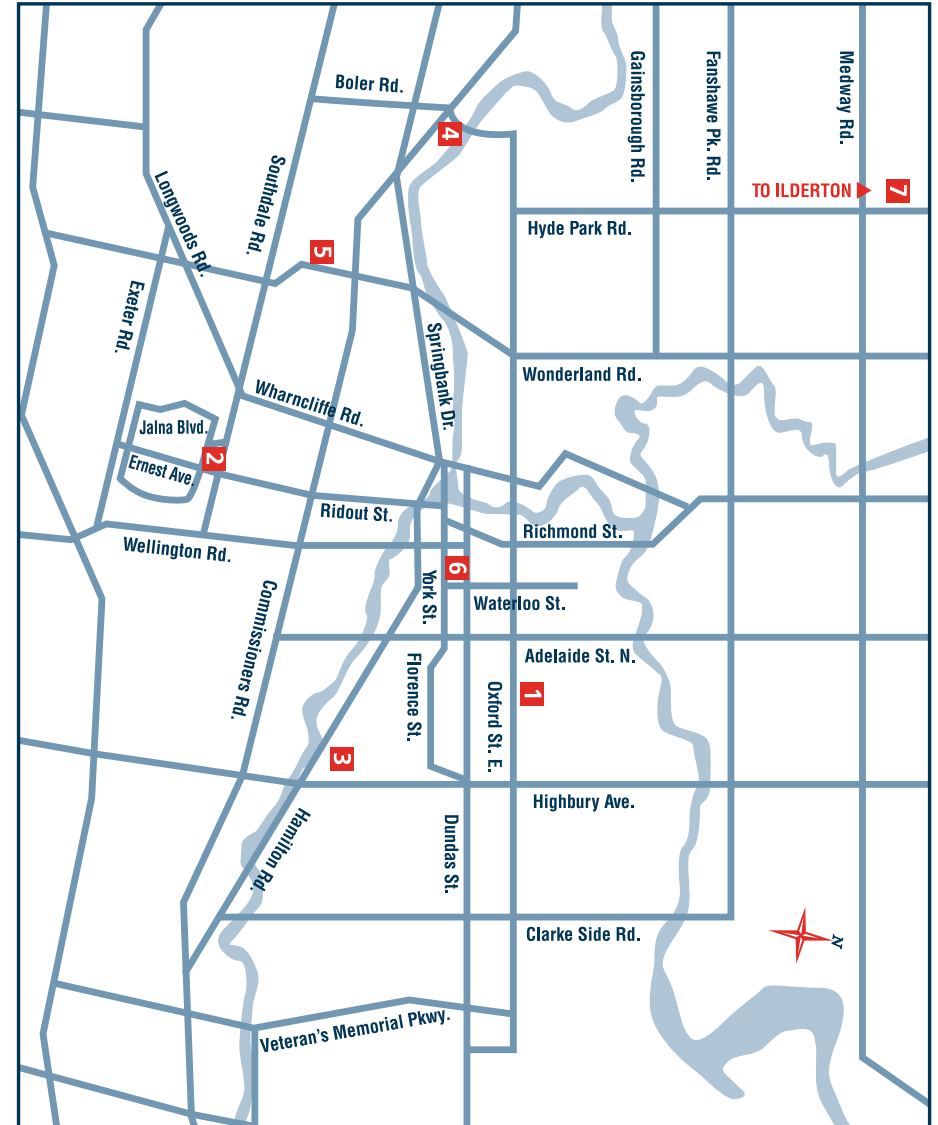 Boler Rd.
Gainsborough Rd.
Fanshawe Pk. Rd.
Medway Rd.
4
Southdale Rd.
Longwoods Rd.
TO ILDERTON
7
Hyde Park Rd.
5
Exeter Rd.
Springbank Dr.
Wonderland Rd.
Wharncliffe Rd.
Jalna Blvd.
2
Ernest Ave.
Ridout St.
Richmond St.
Wellington Rd.
6
York St.
Waterloo St.
Commissioners Rd.
Adelaide St. N.
Florence St.
Oxford St. E.
1
3
Highbury Ave.
Hamilton Rd.
Dundas St.
Clarke Side Rd.
N
Veteran's Memorial Pkwy.